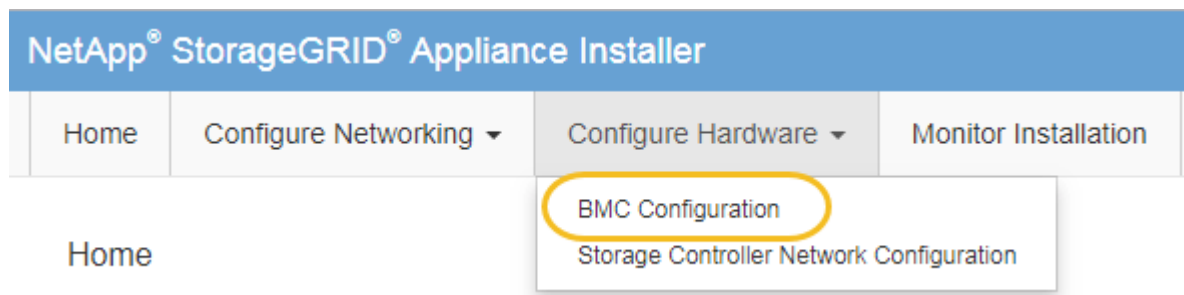 NetApp® StorageGRID® Appliance Installer
Home Configure Networking Configure Hardware Monitor Installation
BMC Configuration
Home
Storage Controller Network Configuration